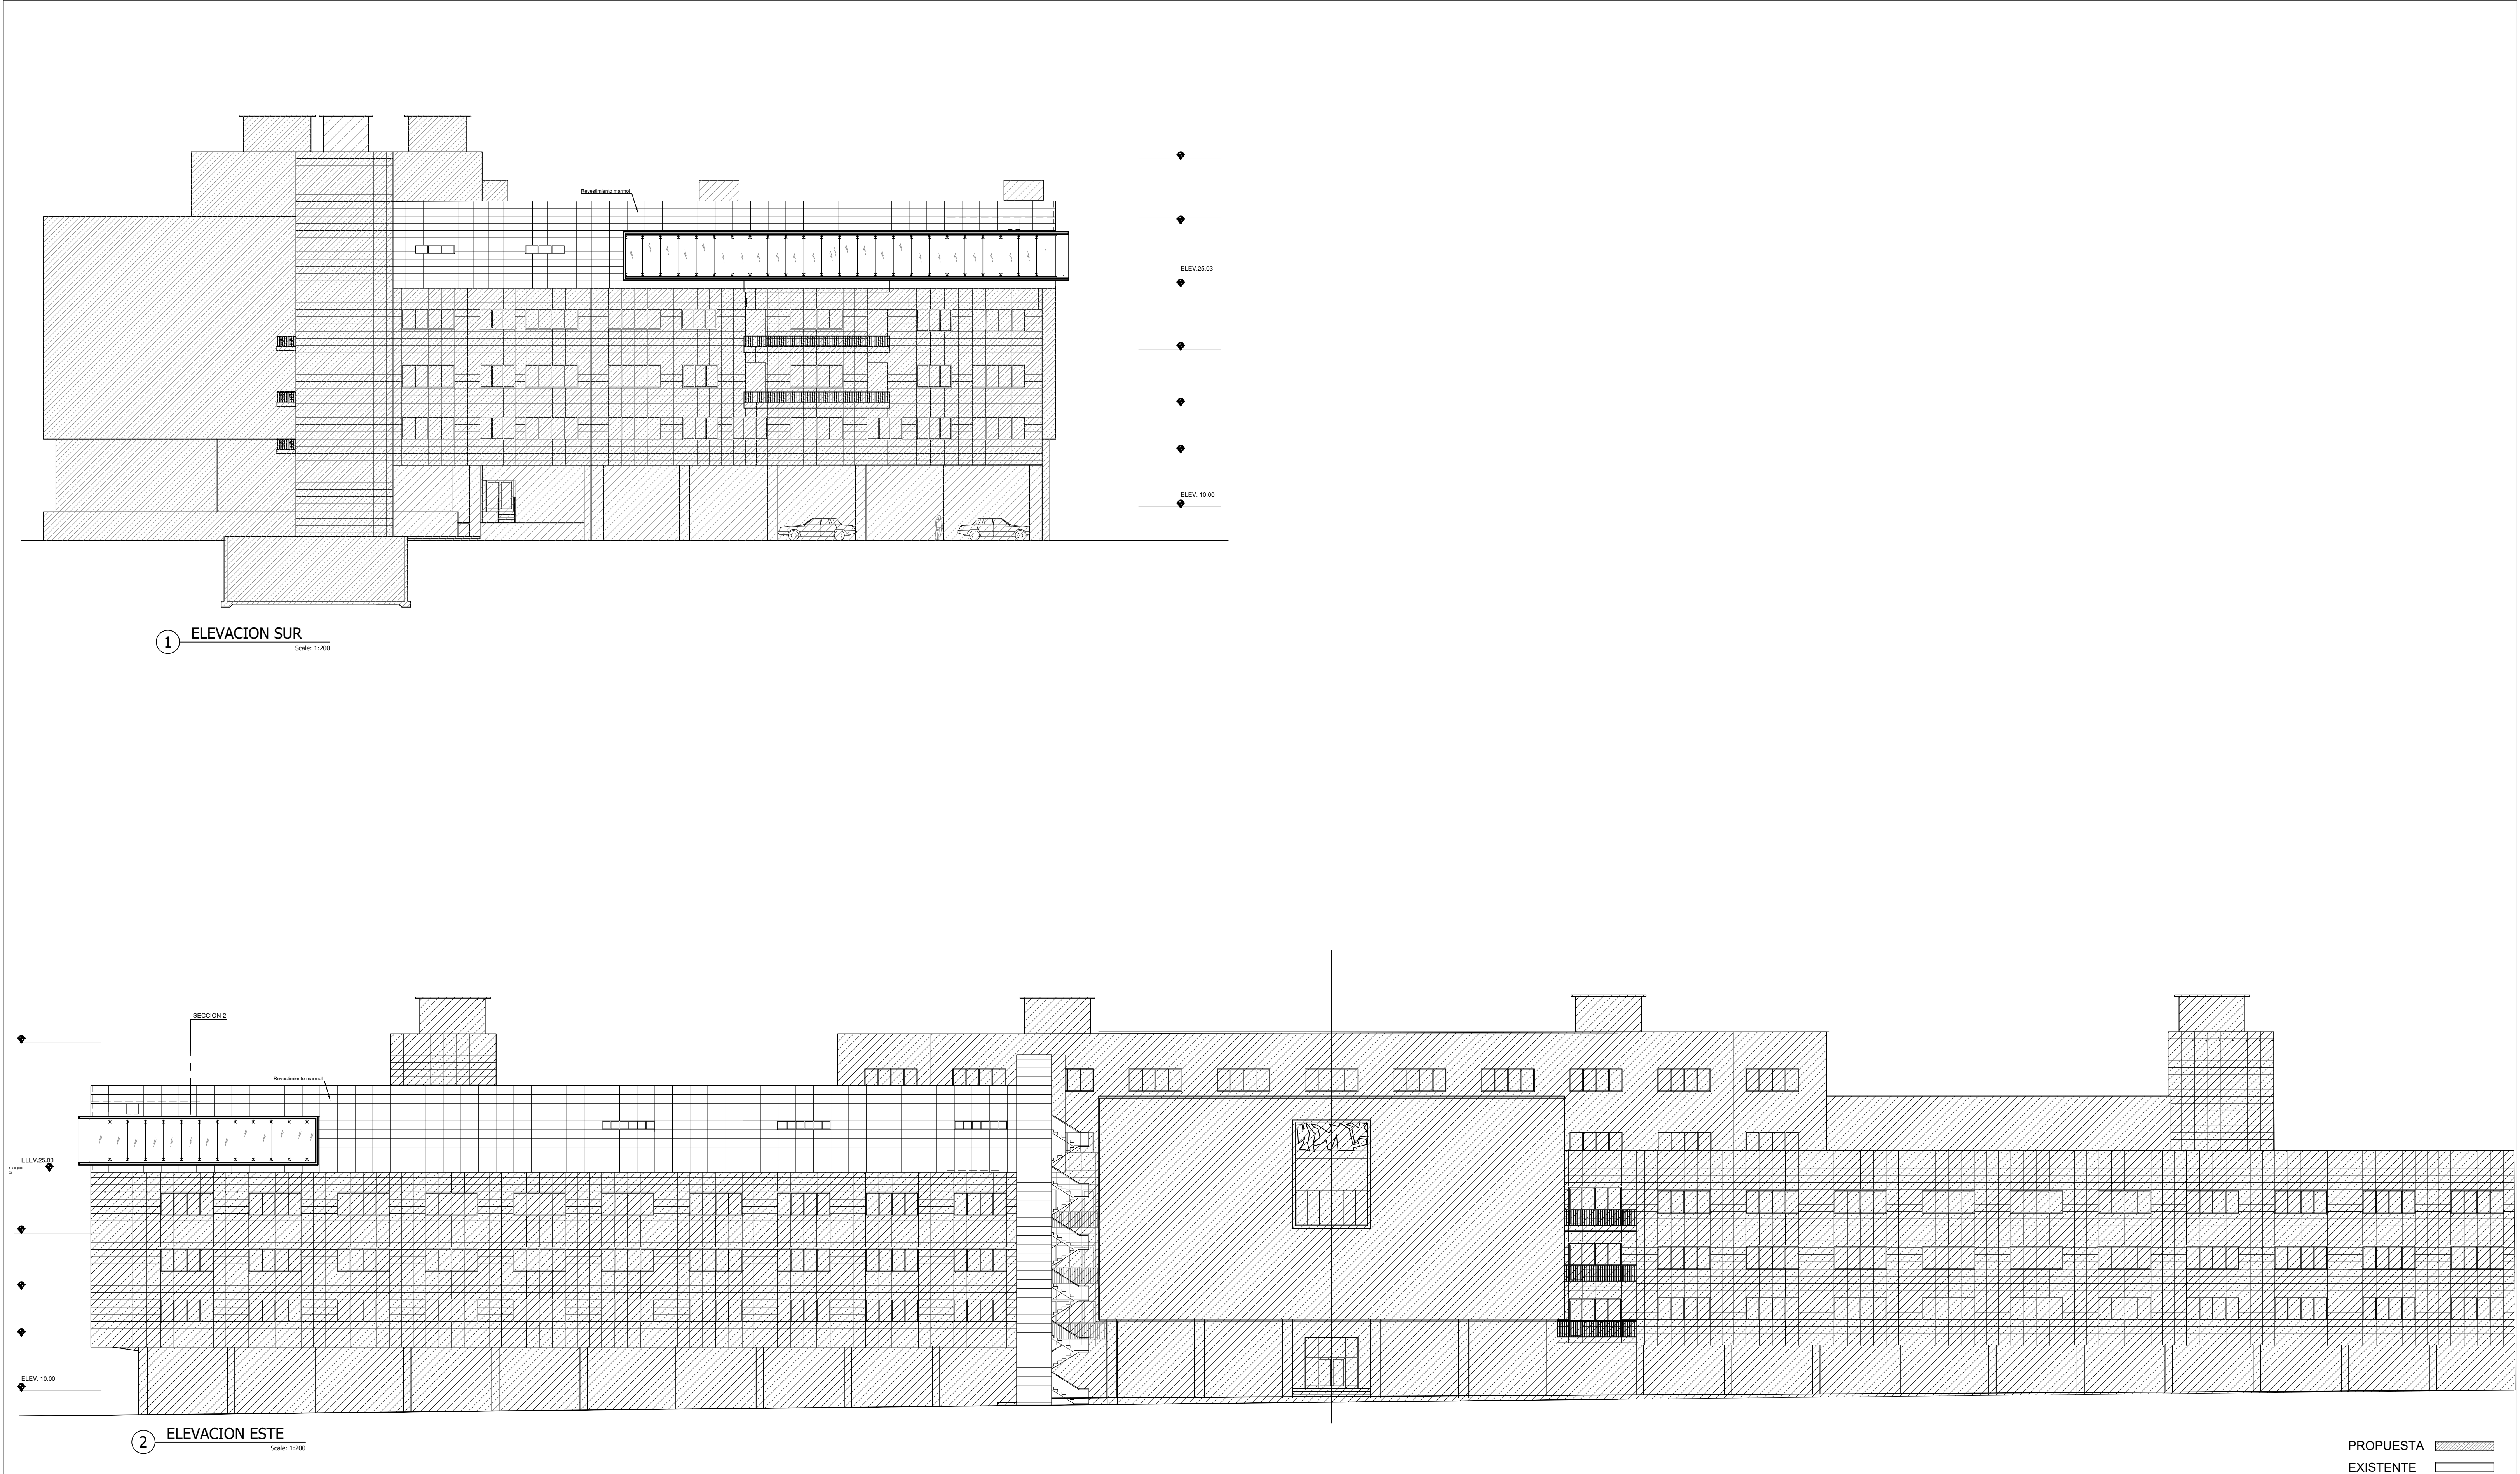 Revestimiento marmol
ELEV.25.03
ELEV. 10.00
1
ELEVACION SUR
Scale: 1:200
SECCION 2
Revestimiento marmol
ELEV.25.03
ELEV. 10.00
2
ELEVACION ESTE
Scale: 1:200
PROPUESTA
EXISTENTE